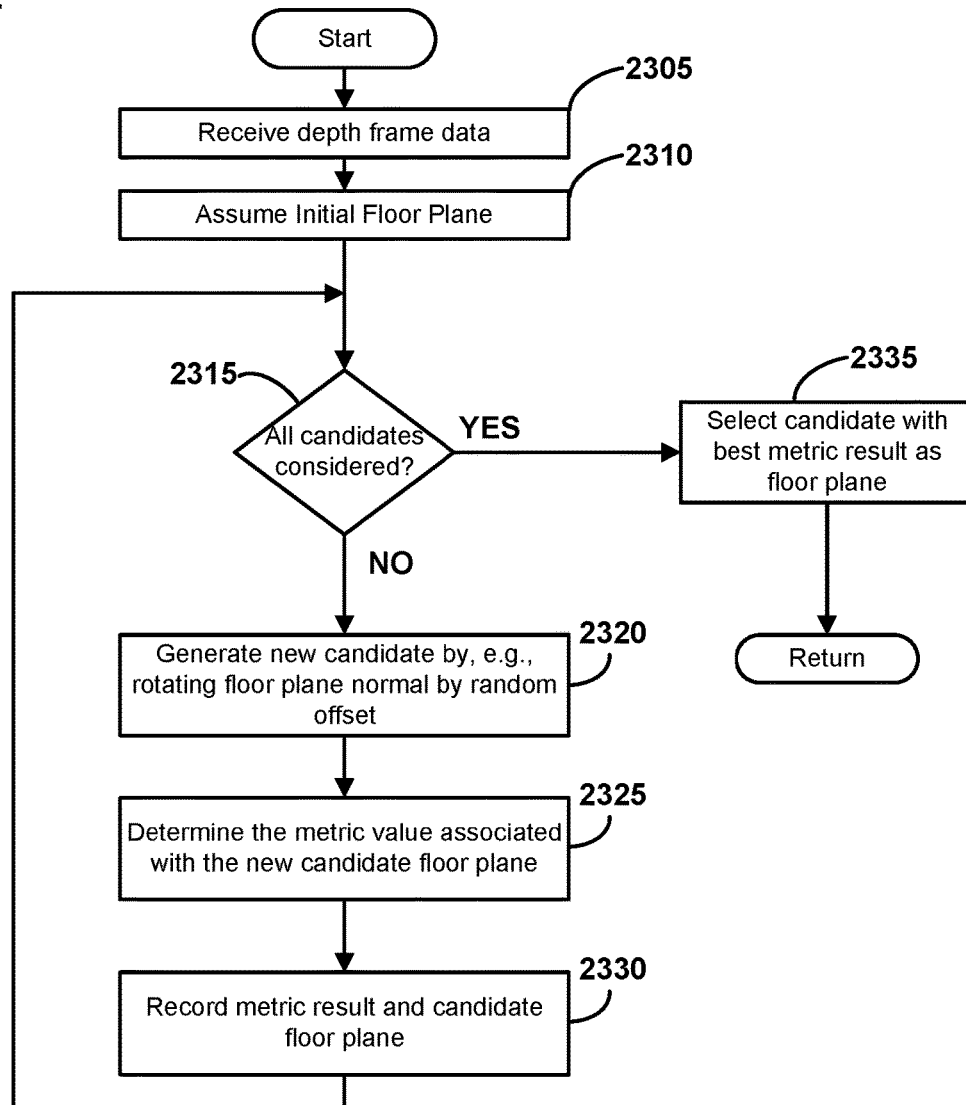 Start
2305
Receive depth frame data
2310
Assume Initial Floor Plane
2315
All candidates
considered?
YES
2335
Select candidate with
best metric result as
floor plane
NO
Return
2320
Generate new candidate by, e.g.,
rotating floor plane normal by random
offset
2325
Determine the metric value associated
with the new candidate floor plane
2330
Record metric result and candidate
floor plane